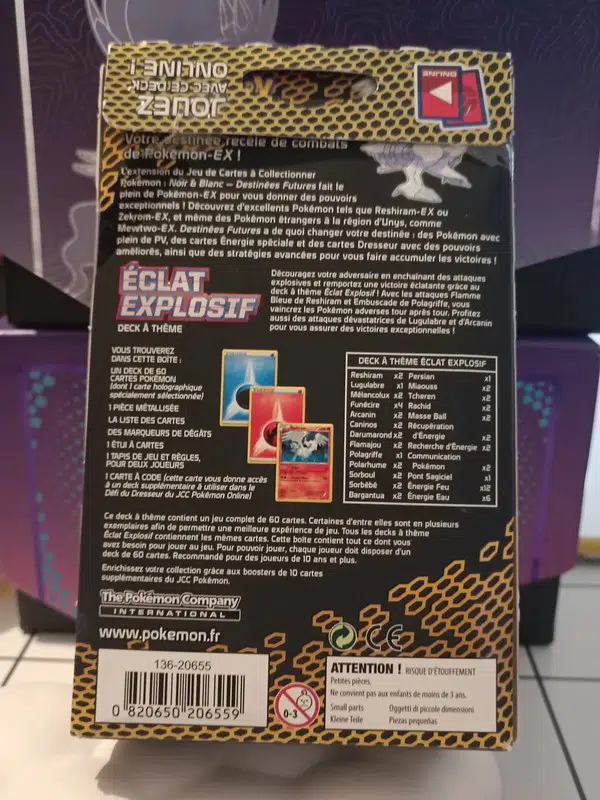 JOUEZ
AVEC CE DECK
ONLINE !
ONLINE
Votre destinée recèle de combats
de Pokémon-EX !
L'extension du Jeu de Cartes à Collectionner
Pokémon : Noir & Blanc – Destinées Futures fait le
plein de Pokémon-EX pour vous donner des pouvoirs
exceptionnels ! Découvrez d'excellents Pokémon tels que Reshiram-EX ou
Zekrom-EX, et même des Pokémon étrangers à la région d'Unys, comme
Mewtwo-EX. Destinées Futures a de quoi changer votre destinée : des Pokémon avec
plein de PV, des cartes Énergie spéciale et des cartes Dresseur avec des pouvoirs
améliorés, ainsi que des stratégies avancées pour vous faire accumuler les victoires !
ÉCLAT
EXPLOSIF
DECK À THÈME
Découvrez votre adversaire en enchaînant des attaques
explosives et remportez une victoire éclatante grâce au
deck à thème Éclat Explosif ! Avec les attaques Flamme
Bleue de Reshiram et Embuscade de Polagriffe, vous
vaincrez les Pokémon adverses tour après tour. Profitez
aussi des attaques dévastatrices de Lugulabre et d'Arcanin
pour vous assurer des victoires exceptionnelles !
VOUS TROUVEREZ
DANS CETTE BOITE :
UN DECK DE 60
CARTES POKÉMON
(dont 1 carte holographique
spécialement sélectionnée)
1 PIÈCE MÉTALLISÉE
LA LISTE DES CARTES
DES MARQUEURS DE DÉGÂTS
1 ÉTUI À CARTES
1 TAPIS DE JEU ET RÈGLES,
POUR DEUX JOUEURS
1 CARTE À CODE (cette carte vous donne accès
à un deck supplémentaire à utiliser dans le
Défi du Dresseur du JCC Pokémon Online)
DECK À THÈME ÉCLAT EXPLOSIF
Reshiram x2 Persian x1
Lugulabre x1 Miaouss x2
Mélancolux x2 Tcheren x2
Funécire x4 Rachid x2
Arcanin x2 Masse Ball x2
Caninos x2 Récupération
Darumarond x2 d'Énergie x2
Flamajou x2 Recherche d'Énergie x2
Polagriffe x1 Communication
Polarhume x2 Pokémon x2
Sorboul x2 Pont Sagiciel x1
Sorbébé x2 Énergie Feu x12
Bargantua x2 Énergie Eau x6
Ce deck à thème contient un jeu complet de 60 cartes. Certaines d'entre elles sont en plusieurs
exemplaires afin de permettre une meilleure expérience de jeu. Tous les decks à thème
Éclat Explosif contiennent les mêmes cartes. Cette boîte contient tout ce dont vous
avez besoin pour jouer au jeu. Pour pouvoir jouer, chaque joueur doit disposer d'un
deck de 60 cartes. Recommandé pour des joueurs de 10 ans et plus.
Enrichissez votre collection grâce aux boosters de 10 cartes
supplémentaires du JCC Pokémon.
The Pokémon Company
INTERNATIONAL
www.pokemon.fr
CE
136-20655
0 820650 206559
0-3
ATTENTION ! RISQUE D'ÉTOUFFEMENT
Petites pièces.
Ne convient pas aux enfants de moins de 3 ans.
Small parts Oggetti di piccole dimensioni
Kleine Teile Piezas pequeñas